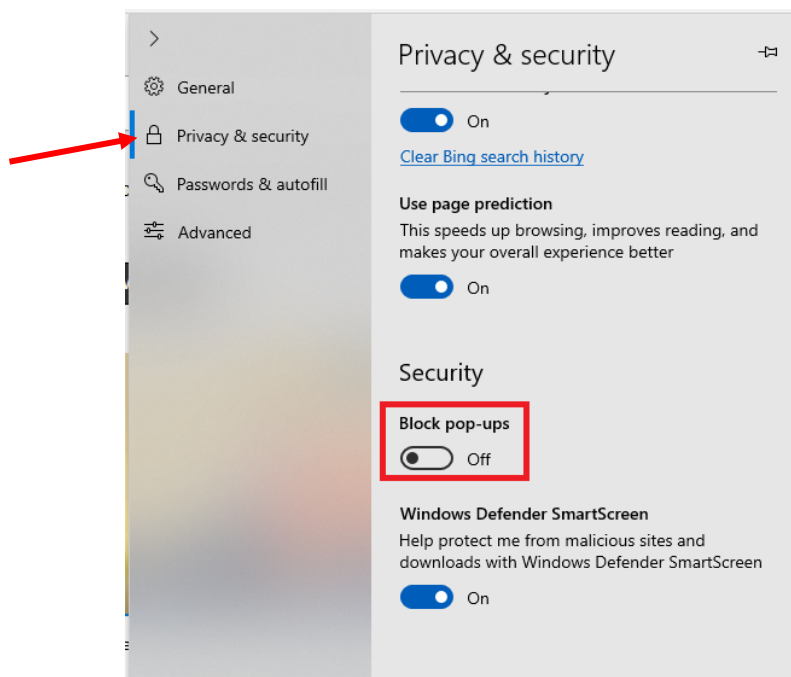 General
Privacy & security
Passwords & autofill
Advanced
Privacy & security
On
Clear Bing search history
Use page prediction
This speeds up browsing, improves reading, and
makes your overall experience better
On
Security
Block pop-ups
Off
Windows Defender SmartScreen
Help protect me from malicious sites and
downloads with Windows Defender SmartScreen
On